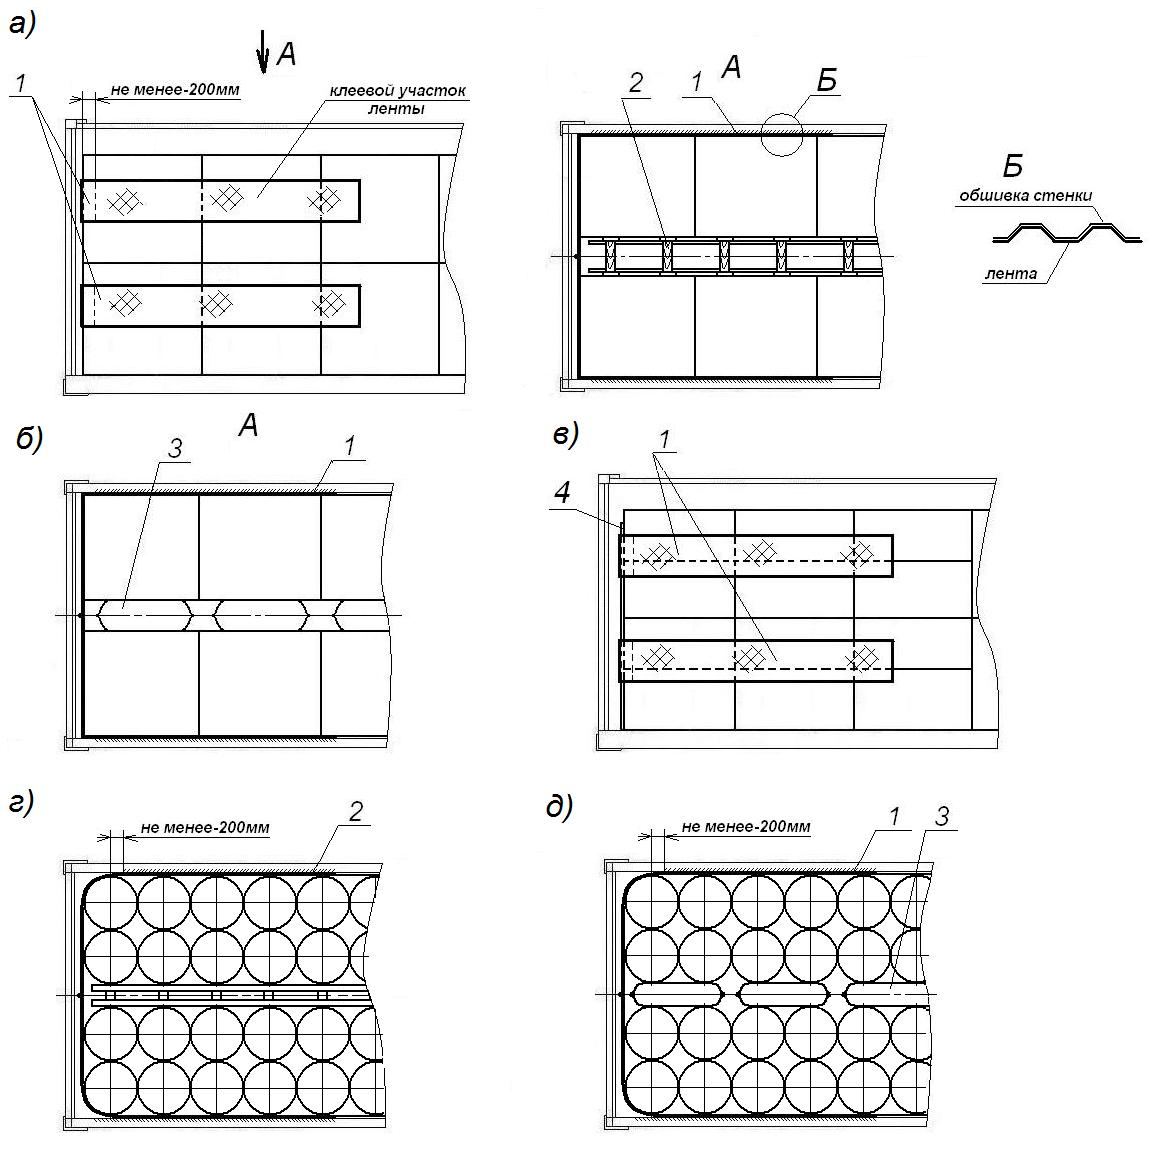 а)
А
1
не менее-200мм
клеевой участок
ленты
А
2
1
Б
Б
обшивка стенки
лента
б)
А
3
1
в)
1
4
г)
2
не менее-200мм
д)
1
3
не менее-200мм